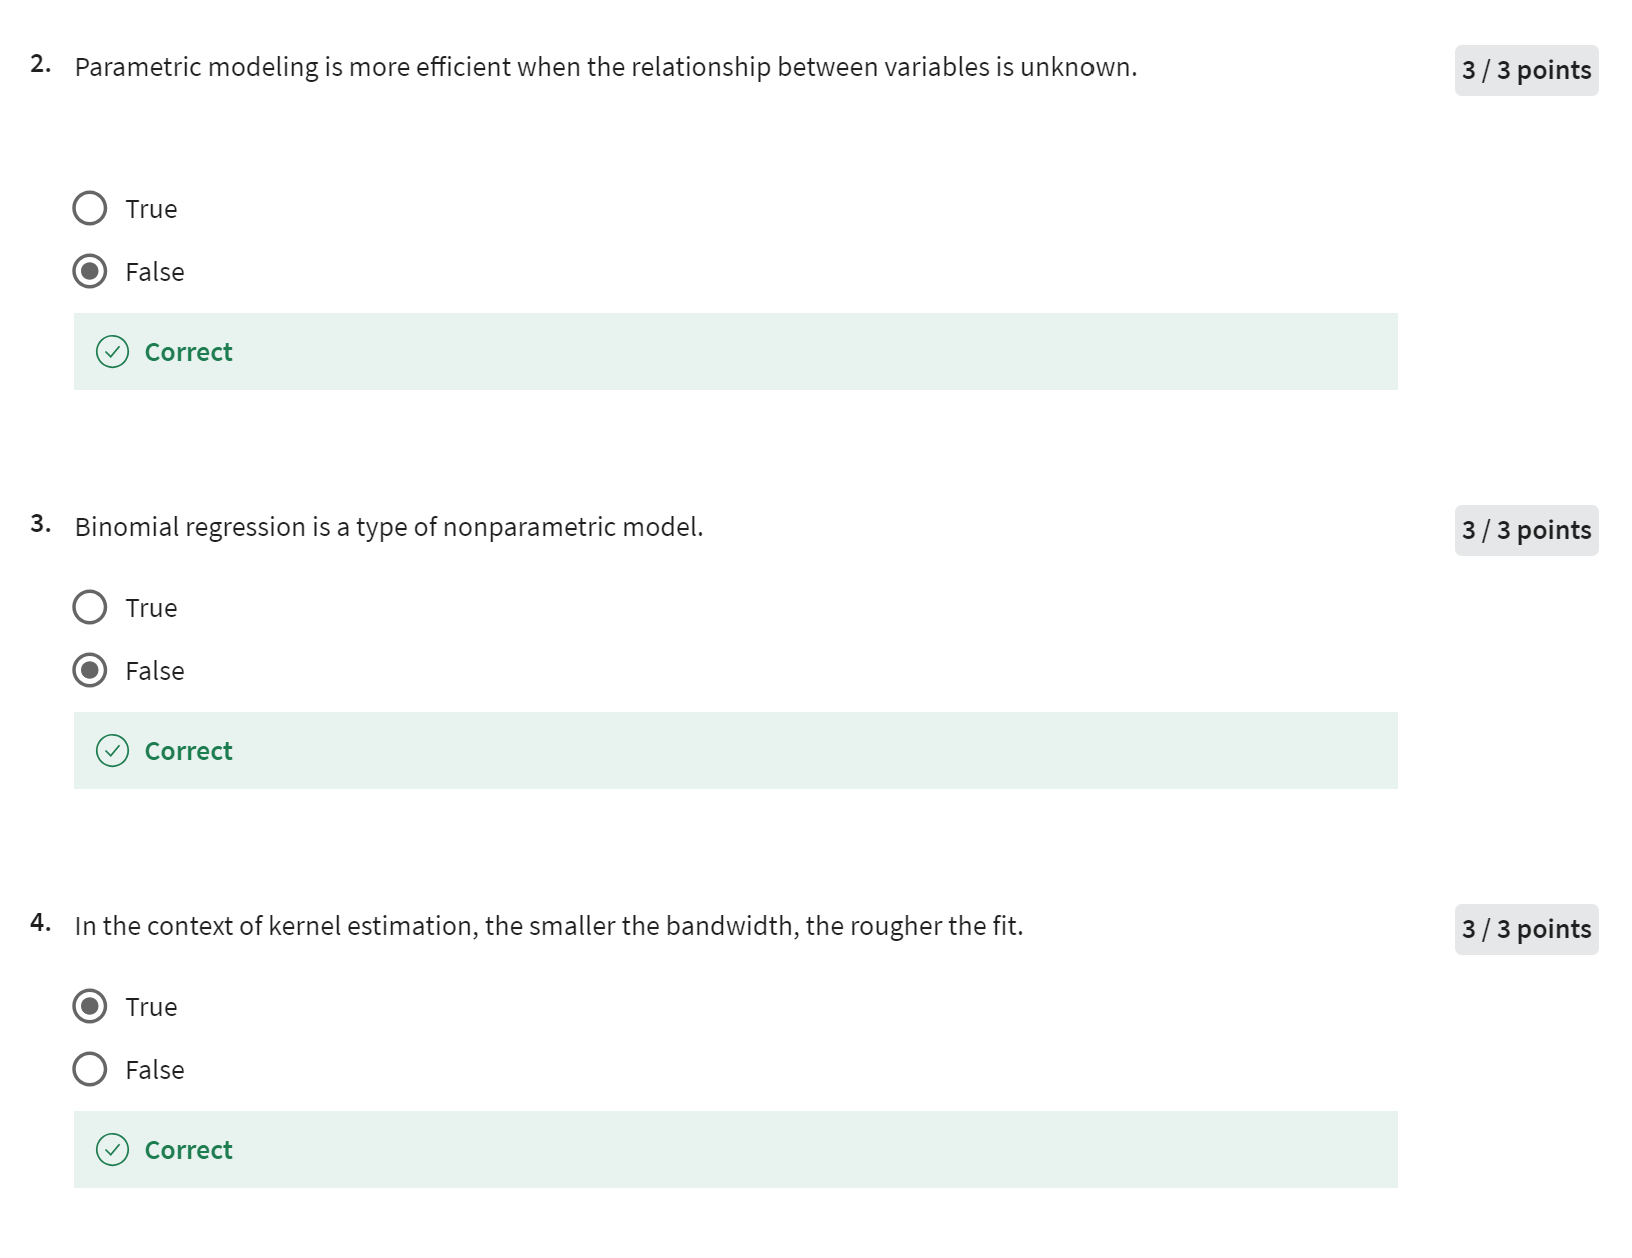 2. Parametric modeling is more efficient when the relationship between variables is unknown. 3 / 3 points
True
False
Correct
3. Binomial regression is a type of nonparametric model. 3 / 3 points
True
False
Correct
4. In the context of kernel estimation, the smaller the bandwidth, the rougher the fit. 3 / 3 points
True
False
Correct